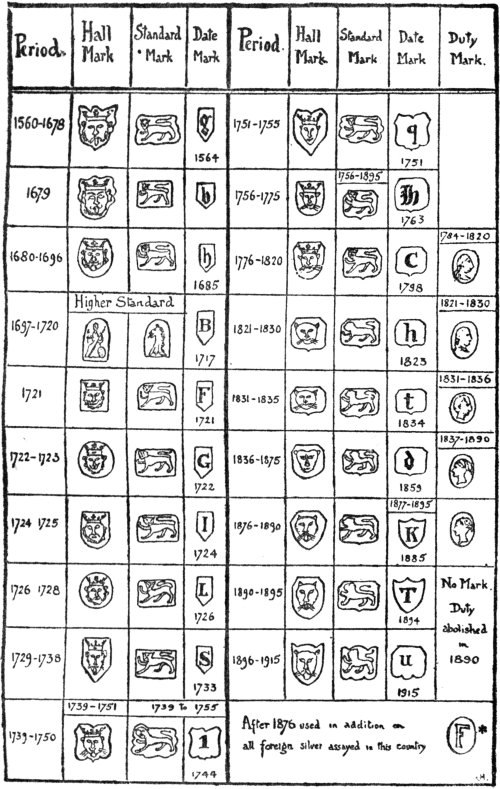 Period. Hall Mark Standard Mark Date Mark
1560-1678 g 1564
1679 b
1680-1696 h 1685
Higher Standard
1697-1720 B 1717
1721 F 1721
1722-1723 G 1722
1724 1725 I 1724
1726 1728 L 1726
1729-1738 S 1733
1739-1751 1739 to 1755
1739-1750 1 1744
Period. Hall Mark Standard Mark Date Mark Duty Mark.
1751-1755 q 1751
1756-1895
1756-1775 h 1763
1784-1820
1776-1820 C 1798
1821-1830
1821-1830 h 1823
1831-1836
1831-1835 t 1834
1837-1890
1836-1875 d 1859
1877-1895
1876-1890 K 1885
1890-1895 T 1894
No Mark.
Duty
abolished
in
1890
1896-1915 u 1915
After 1876 used in addition on
all foreign silver assayed in this country
F*